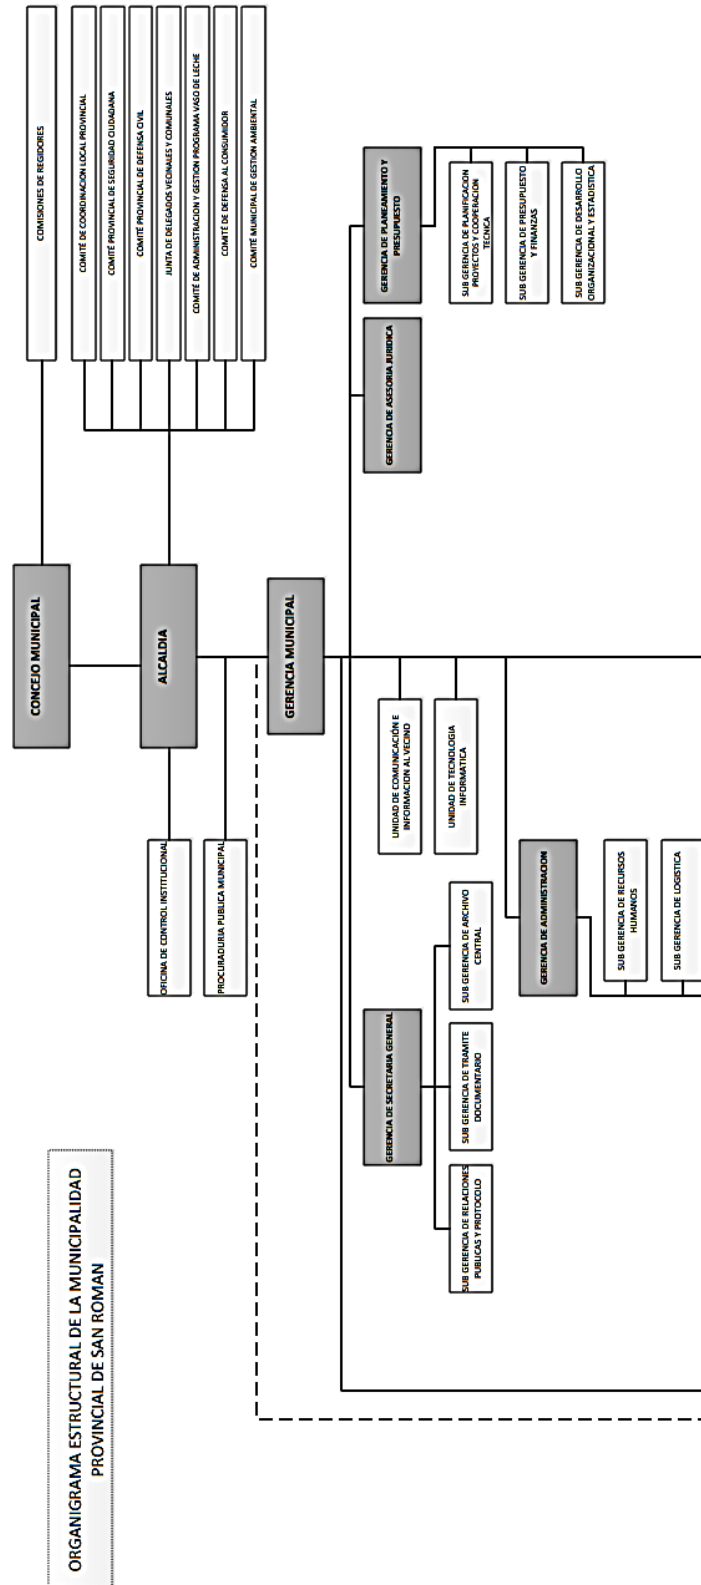 ORGANIGRAMA ESTRUCTURAL DE LA MUNICIPALIDAD
PROVINCIAL DE SAN ROMAN
CONCEJO MUNICIPAL
COMISIONES DE REGIDORES
ALCALDIA
COMITÉ DE COORDINACION LOCAL PROVINCIAL
COMITÉ PROVINCIAL DE SEGURIDAD CIUDADANA
COMITÉ PROVINCIAL DE DEFENSA CIVIL
JUNTA DE DELEGADOS VECINALES Y COMUNALES
COMITÉ DE ADMINISTRACION Y GESTION PROGRAMA VASO DE LECHE
COMITÉ DE DEFENSA AL CONSUMIDOR
COMITÉ MUNICIPAL DE GESTION AMBIENTAL
OFICINA DE CONTROL INSTITUCIONAL
PROCURADURIA PUBLICA MUNICIPAL
GERENCIA MUNICIPAL
GERENCIA DE SECRETARIA GENERAL
SUB GERENCIA DE RELACIONES
PUBLICAS Y PROTOCOLO
SUB GERENCIA DE TRAMITE
DOCUMENTARIO
SUB GERENCIA DE ARCHIVO
CENTRAL
UNIDAD DE COMUNICACIÓN E
INFORMACION AL VECINO
UNIDAD DE TECNOLOGIA
INFORMATICA
GERENCIA DE ASESORIA JURIDICA
GERENCIA DE PLANEAMIENTO Y
PRESUPUESTO
SUB GERENCIA DE PLANIFICACION
PROYECTOS Y COOPERACION
TECNICA
SUB GERENCIA DE PRESUPUESTO
Y FINANZAS
SUB GERENCIA DE DESARROLLO
ORGANIZACIONAL Y ESTADISTICA
GERENCIA DE ADMINISTRACION
SUB GERENCIA DE RECURSOS
HUMANOS
SUB GERENCIA DE LOGISTICA